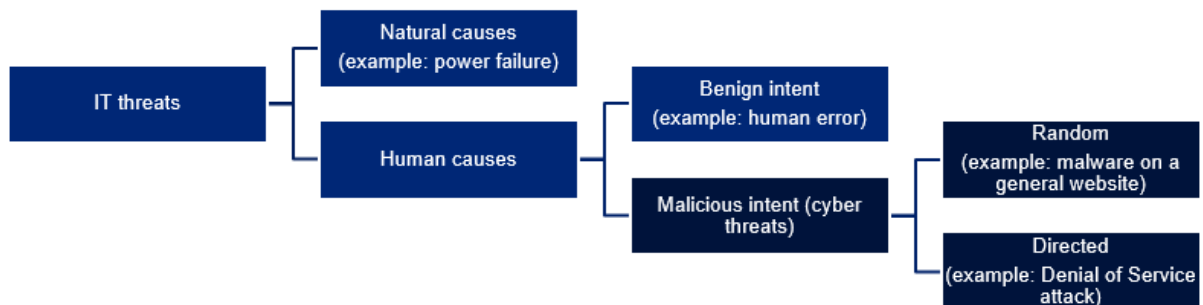 Natural causes
(example: power failure)
IT threats
Benign intent
(example: human error)
Human causes
Random
(example: malware on a
general website)
Malicious intent (cyber
threats)
Directed
(example: Denial of Service
attack)